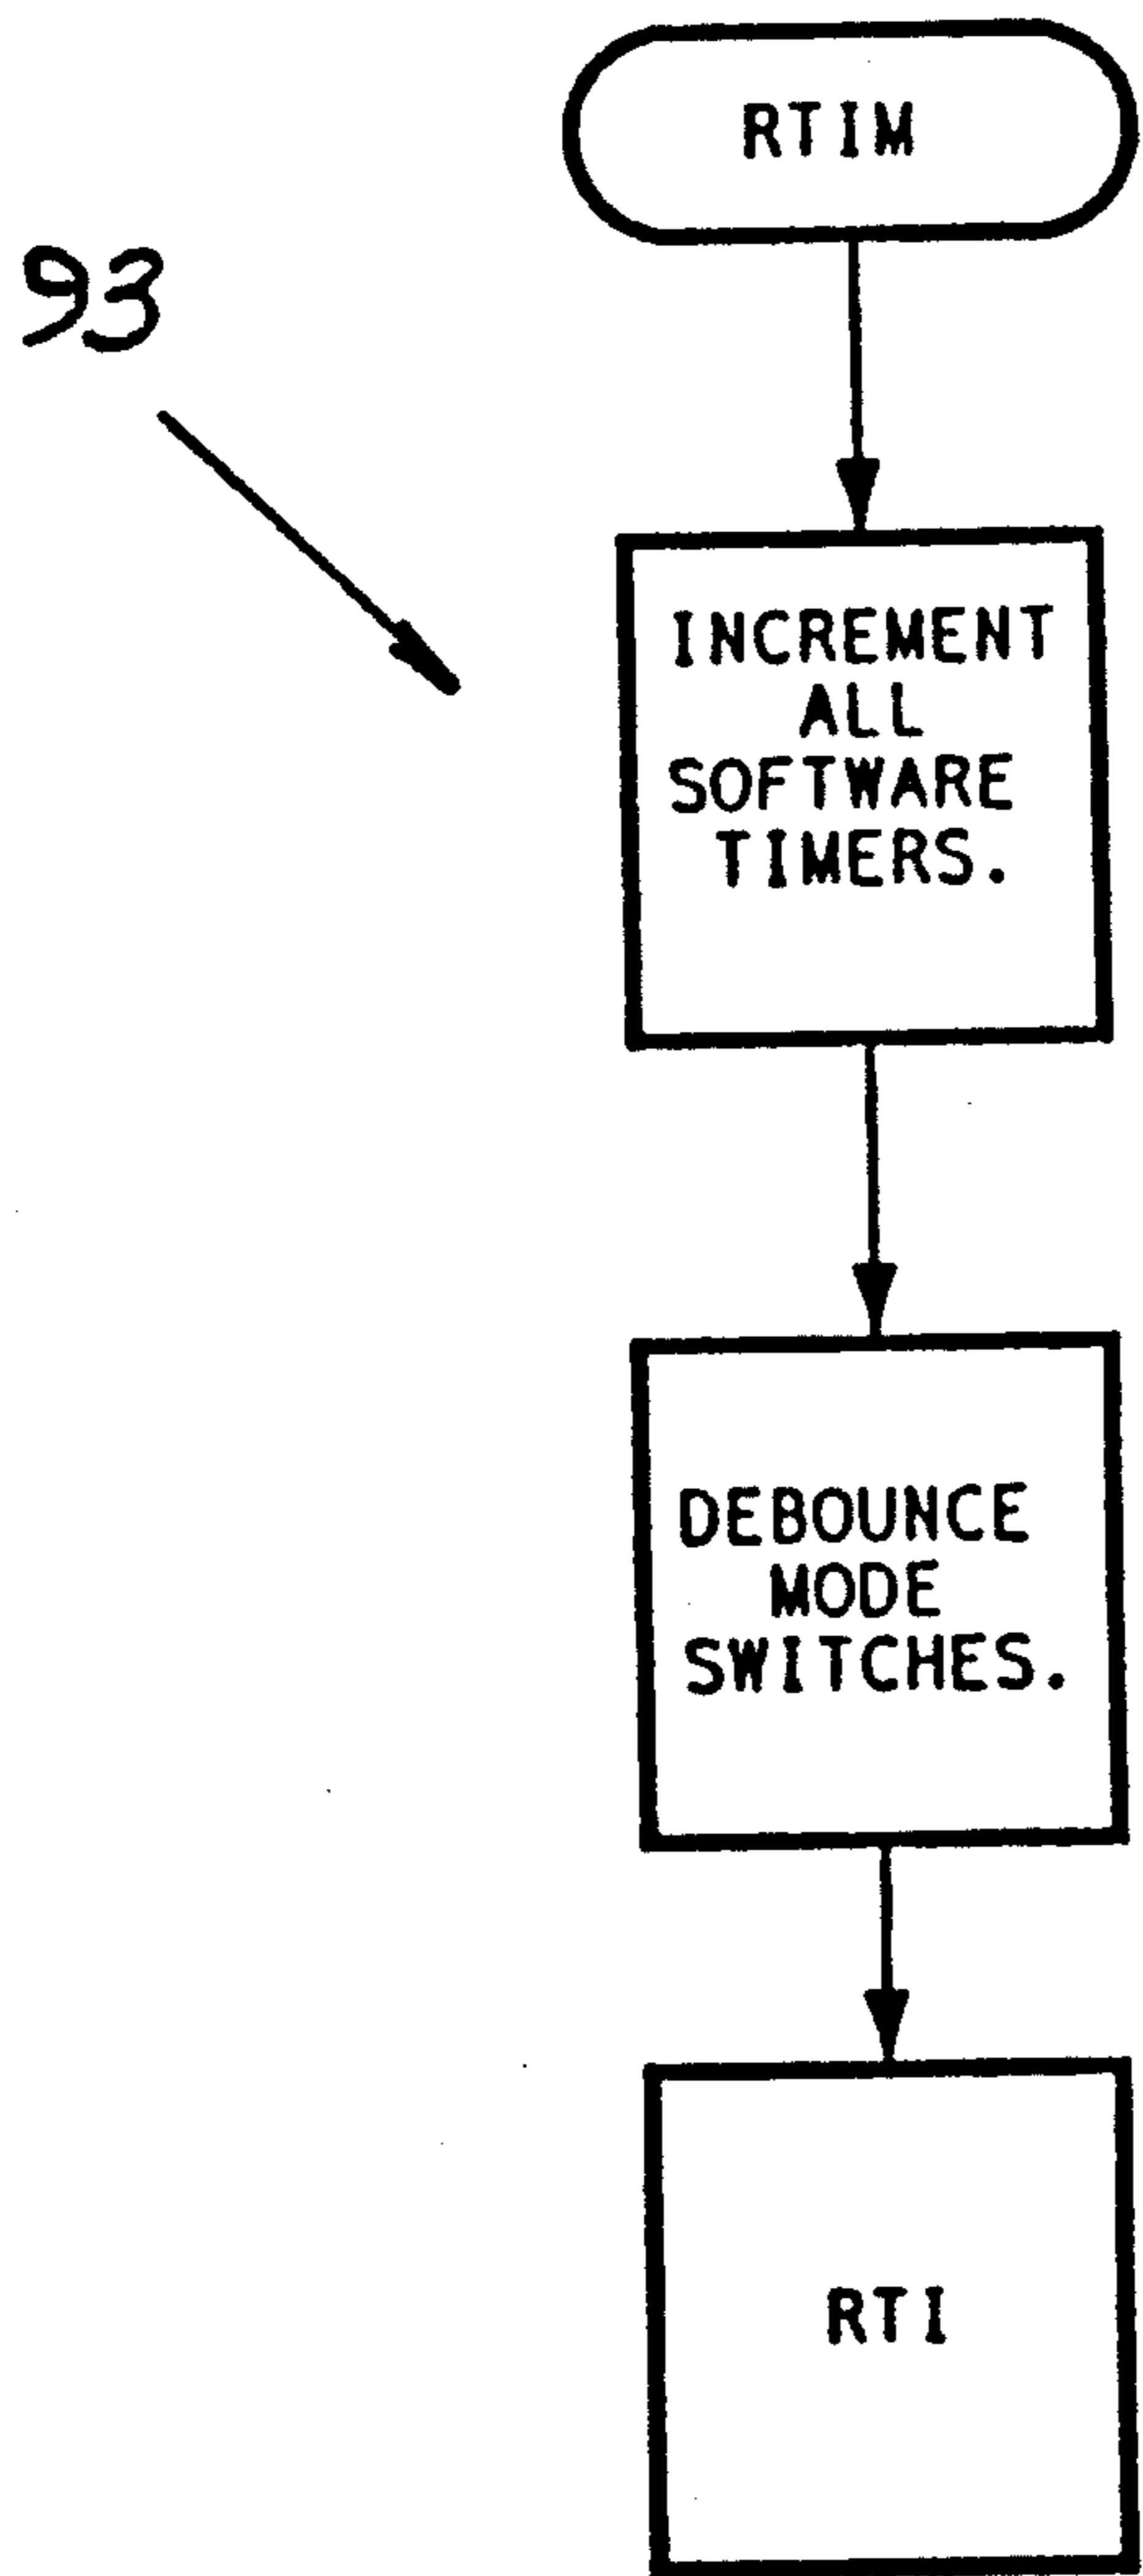 RTIM
93
INCREMENT
ALL
SOFTWARE
TIMERS.
DEBOUNCE
MODE
SWITCHES.
RTI